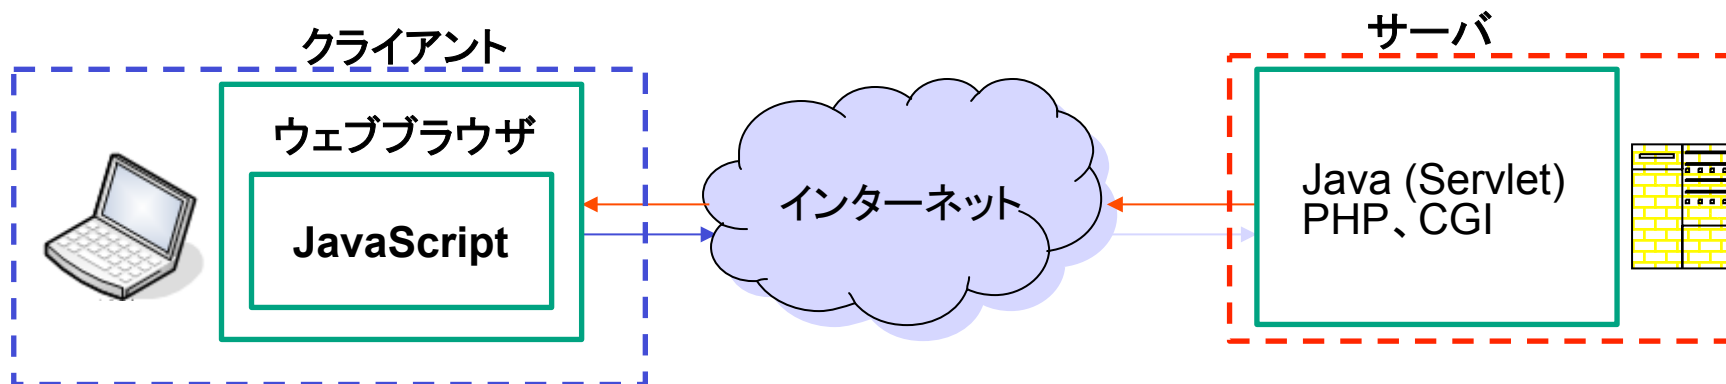 クライアント
ウェブブラウザ
JavaScript
インターネット
サーバ
Java (Servlet)
PHP、CGI